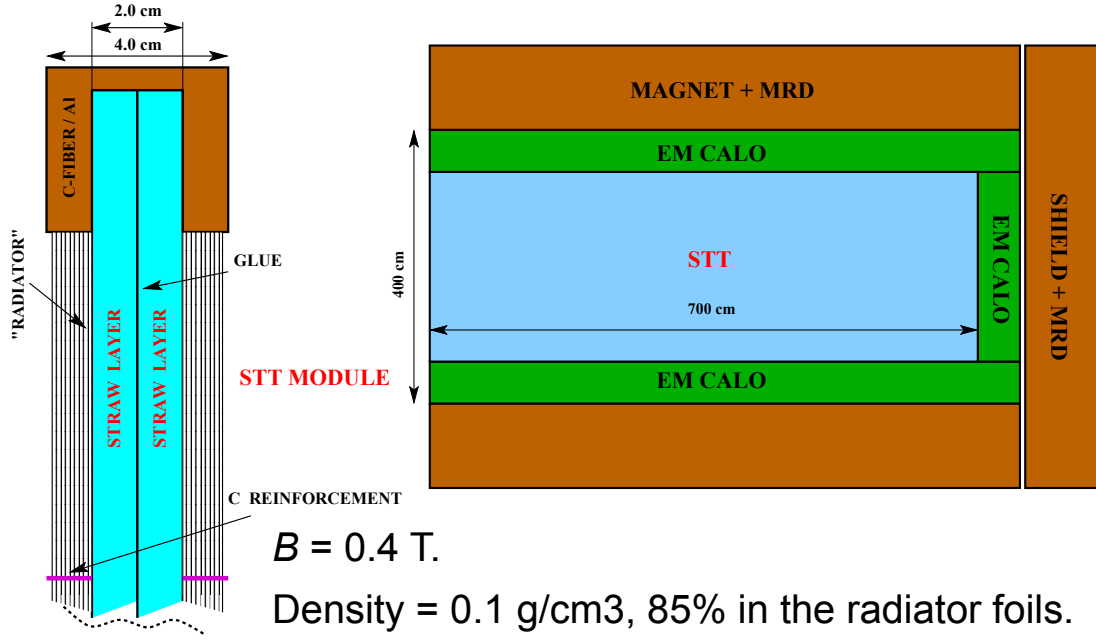 2.0 cm
4.0 cm
C-FIBER / Al
"RADIATOR"
GLUE
STRAW LAYER
STRAW LAYER
STT MODULE
C REINFORCEMENT
MAGNET + MRD
EM CALO
STT
400 cm
700 cm
EM CALO
EM CALO
SHIELD + MRD
B = 0.4 T.
Density = 0.1 g/cm3, 85% in the radiator foils.